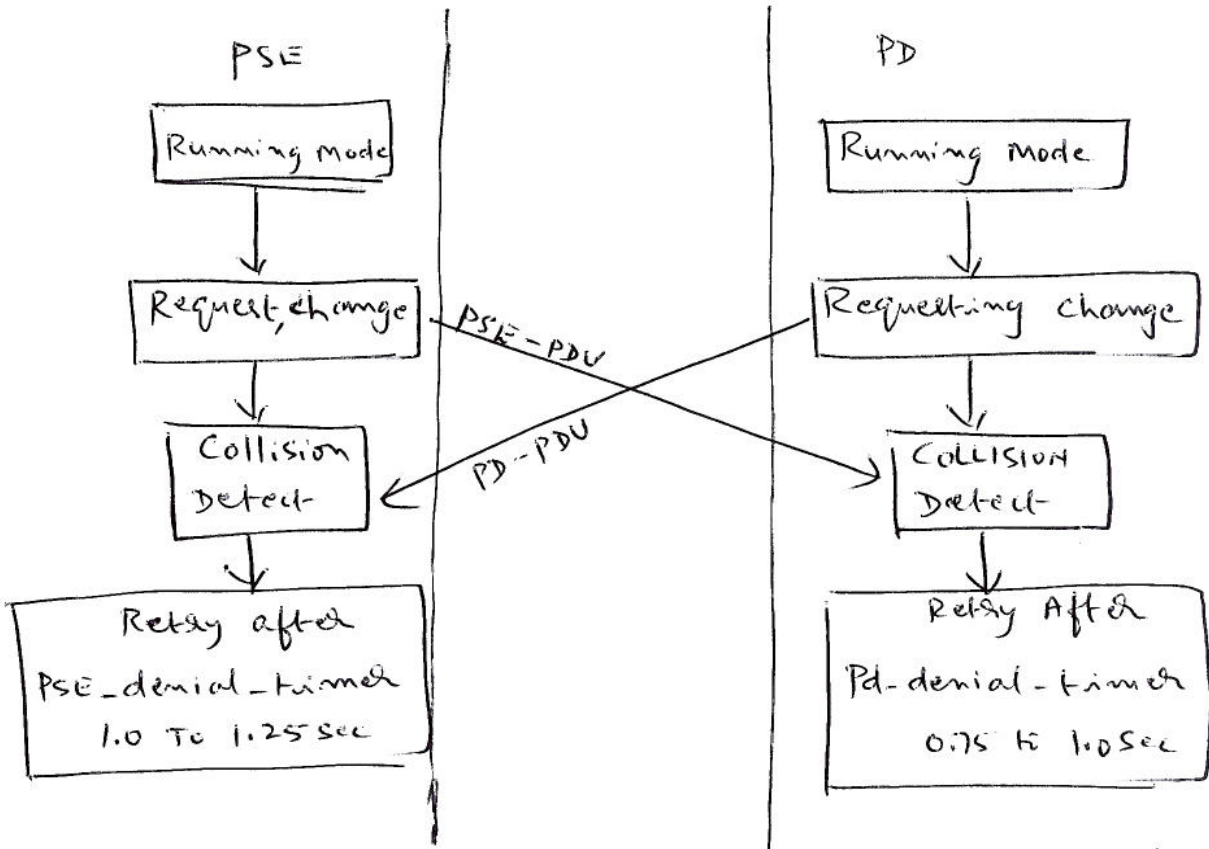 PSE
Running mode
Request, change
PSE-PDU
PD-PDU
Collision
Detect
Retry after
PSE_denial_timer
1.0 To 1.25 Sec
PD
Running Mode
Requesting change
COLLISION
Detect
Retry After
Pd-denial-timer
0.75 to 1.0 Sec